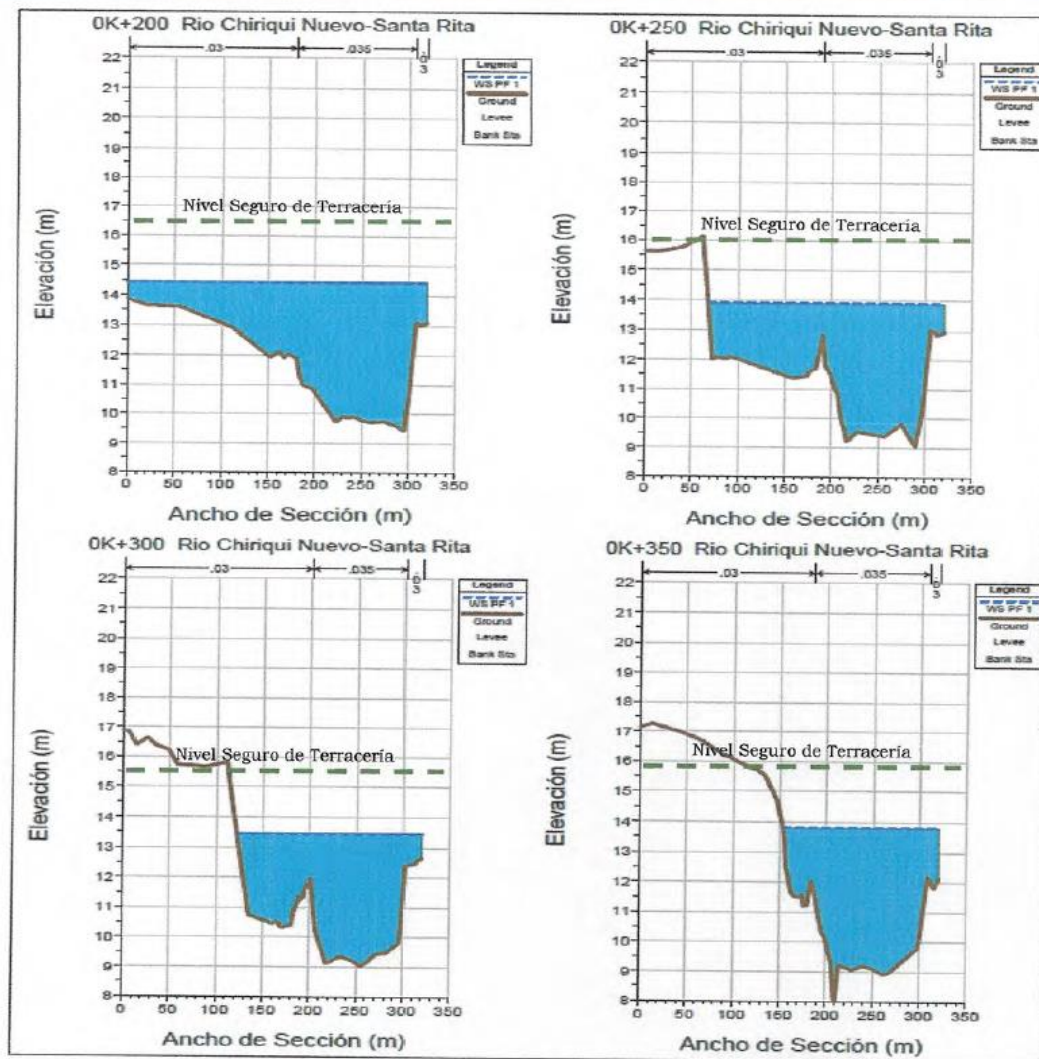 0K+200 Rio Chiriqui Nuevo-Santa Rita
.03
.035
.03
22
21
20
19
18
17
16
15
14
13
12
11
10
9
8
Elevación (m)
Nivel Seguro de Terracería
0 50 100 150 200 250 300 350
Ancho de Sección (m)
Legend
WS PF 1
Ground
Levee
Bank Sta
0K+250 Rio Chiriqui Nuevo-Santa Rita
.03
.035
.03
22
21
20
19
18
17
16
15
14
13
12
11
10
9
8
Elevación (m)
Nivel Seguro de Terracería
0 50 100 150 200 250 300 350
Ancho de Sección (m)
Legend
WS PF 1
Ground
Levee
Bank Sta
0K+300 Rio Chiriqui Nuevo-Santa Rita
.03
.035
.03
22
21
20
19
18
17
16
15
14
13
12
11
10
9
8
Elevación (m)
Nivel Seguro de Terracería
0 50 100 150 200 250 300 350
Ancho de Sección (m)
Legend
WS PF 1
Ground
Levee
Bank Sta
0K+350 Rio Chiriqui Nuevo-Santa Rita
.03
.035
.03
22
21
20
19
18
17
16
15
14
13
12
11
10
9
8
Elevación (m)
Nivel Seguro de Terracería
0 50 100 150 200 250 300 350
Ancho de Sección (m)
Legend
WS PF 1
Ground
Levee
Bank Sta